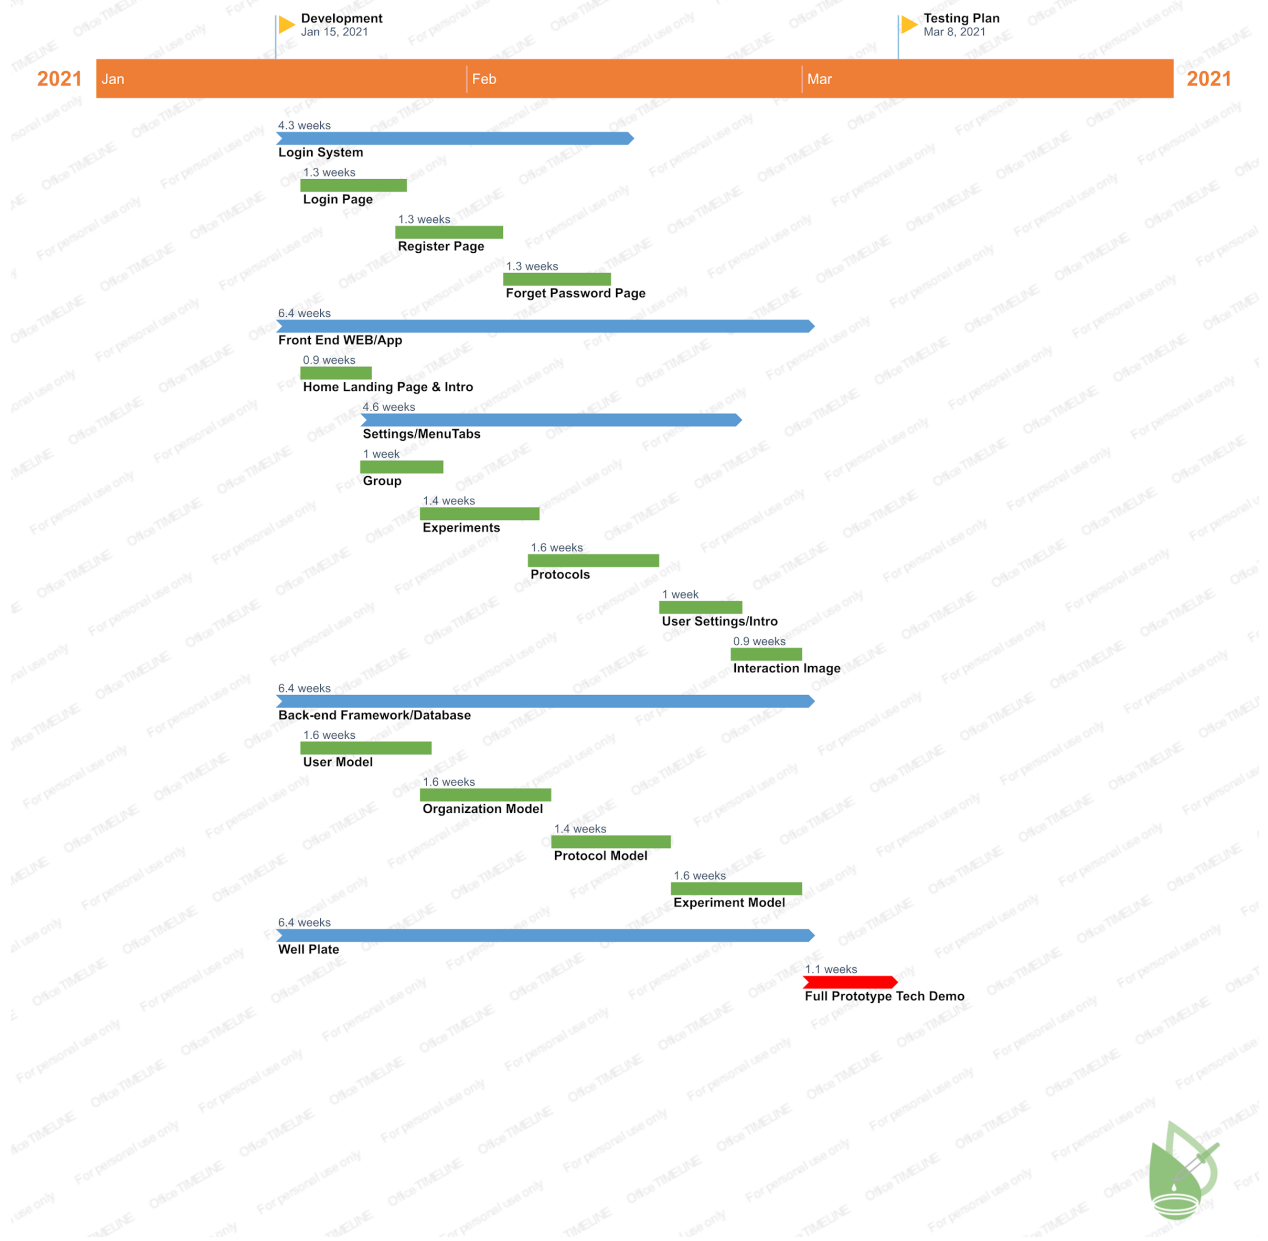 Development
Jan 15, 2021
Testing Plan
Mar 8, 2021
2021
Jan
Feb
Mar
2021
4.3 weeks
Login System
1.3 weeks
Login Page
1.3 weeks
Register Page
1.3 weeks
Forget Password Page
6.4 weeks
Front End WEB/App
0.9 weeks
Home Landing Page & Intro
4.6 weeks
Settings/MenuTabs
1 week
Group
1.4 weeks
Experiments
1.6 weeks
Protocols
1 week
User Settings/Intro
0.9 weeks
Interaction Image
6.4 weeks
Back-end Framework/Database
1.6 weeks
User Model
1.6 weeks
Organization Model
1.4 weeks
Protocol Model
1.6 weeks
Experiment Model
6.4 weeks
Well Plate
1.1 weeks
Full Prototype Tech Demo
Office TIMELINE
For personal use only